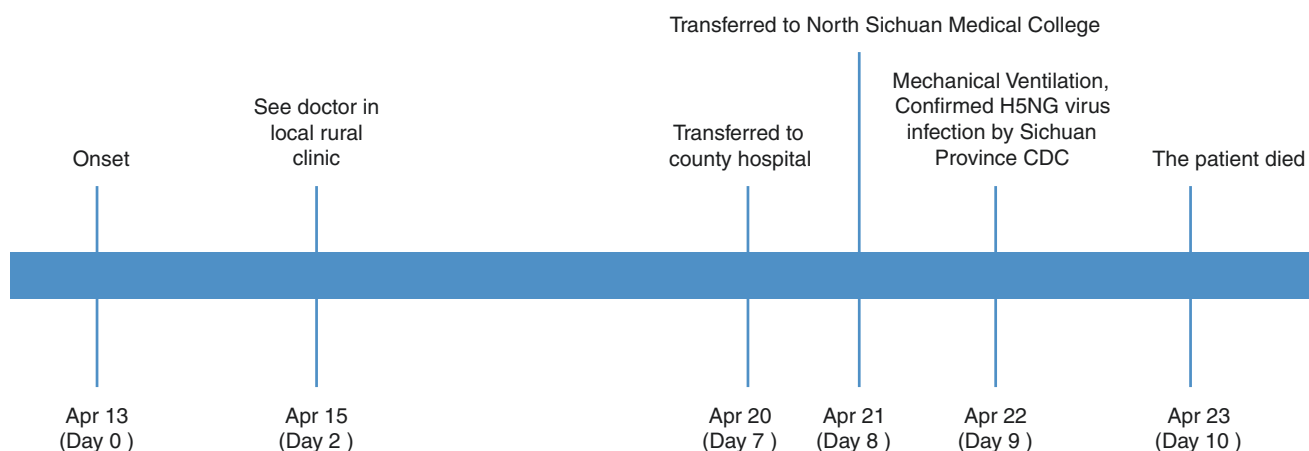 Transferred to North Sichuan Medical College
Onset
See doctor in
local rural
clinic
Transferred to
county hospital
Mechanical Ventilation,
Confirmed H5NG virus
infection by Sichuan
Province CDC
The patient died
Apr 13
(Day 0 )
Apr 15
(Day 2 )
Apr 20
(Day 7 )
Apr 21
(Day 8 )
Apr 22
(Day 9 )
Apr 23
(Day 10 )